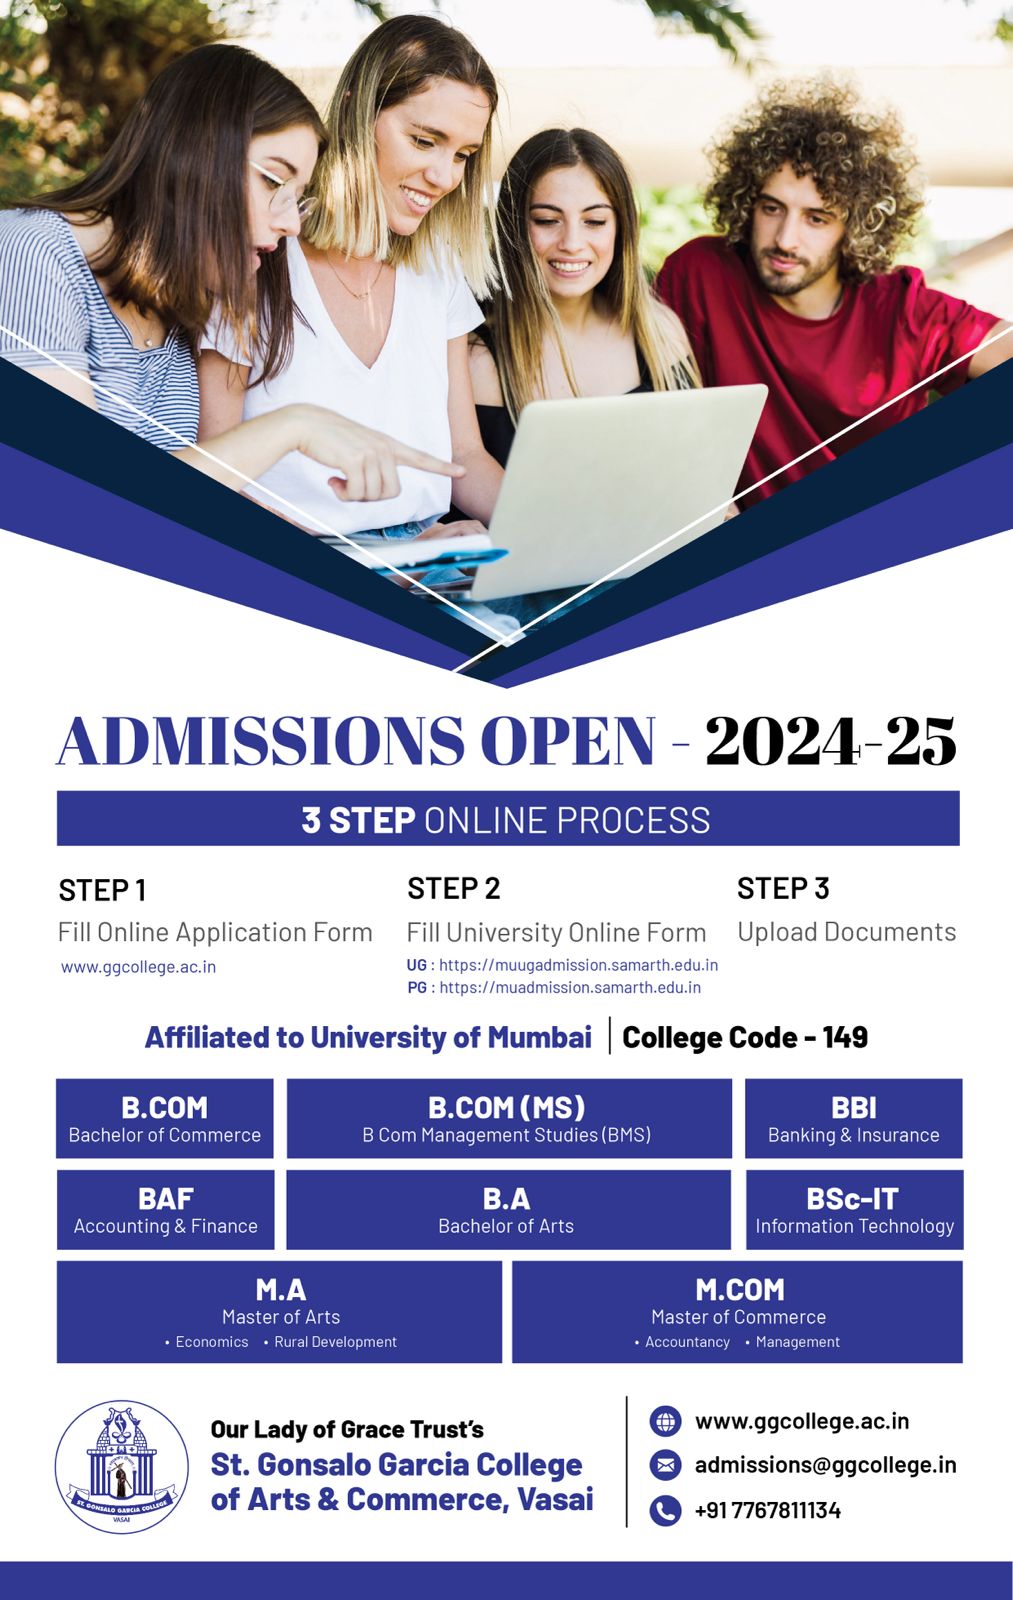 ADMISSIONS OPEN - 2024-25
3 STEP ONLINE PROCESS
STEP 1
Fill Online Application Form
www.ggcollege.ac.in
STEP 2
Fill University Online Form
UG : https://muugadmission.samarth.edu.in
PG : https://muadmission.samarth.edu.in
STEP 3
Upload Documents
Affiliated to University of Mumbai | College Code - 149
B.COM
Bachelor of Commerce
B.COM (MS)
B Com Management Studies (BMS)
BBI
Banking & Insurance
BAF
Accounting & Finance
B.A
Bachelor of Arts
BSc-IT
Information Technology
M.A
Master of Arts
• Economics • Rural Development
M.COM
Master of Commerce
• Accountancy • Management
ST. GONSALO GARCIA COLLEGE
VASAI
Our Lady of Grace Trust's
St. Gonsalo Garcia College
of Arts & Commerce, Vasai
www.ggcollege.ac.in
admissions@ggcollege.in
+91 7767811134